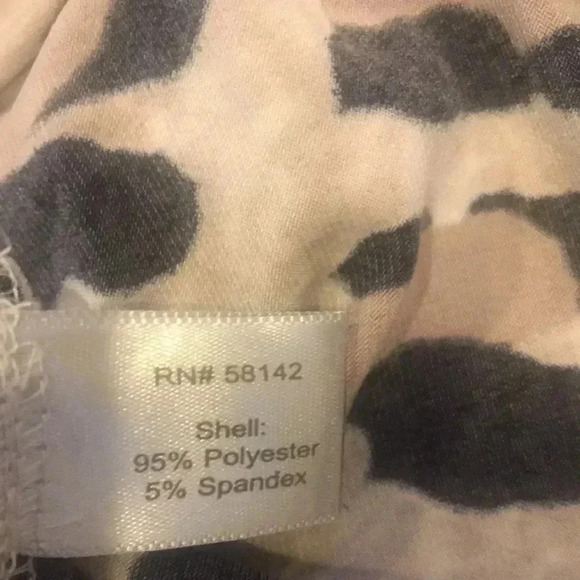 RN# 58142
Shell:
95% Polyester
5% Spandex